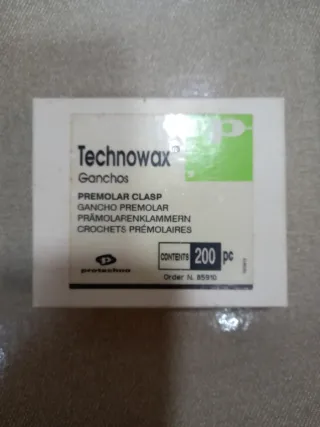 p
Technowax®
Ganchos
PREMOLAR CLASP
GANCHO PREMOLAR
PRÄMOLARENKLAMMERN
CROCHETS PRÉMOLAIRES
CONTENTS 200 pc
p
protechno
Order N. 85910